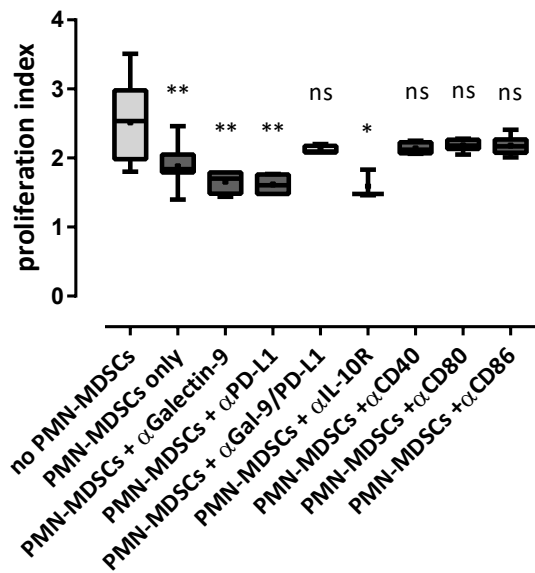 proliferation index
4
3
2
1
0
**
**
**
ns
*
ns
ns
ns
no PMN-MDSCs
PMN-MDSCs only
PMN-MDSCs + αGalectin-9
PMN-MDSCs + αPD-L1
PMN-MDSCs + αGal-9/PD-L1
PMN-MDSCs + αIL-10R
PMN-MDSCs +αCD40
PMN-MDSCs +αCD80
PMN-MDSCs +αCD86